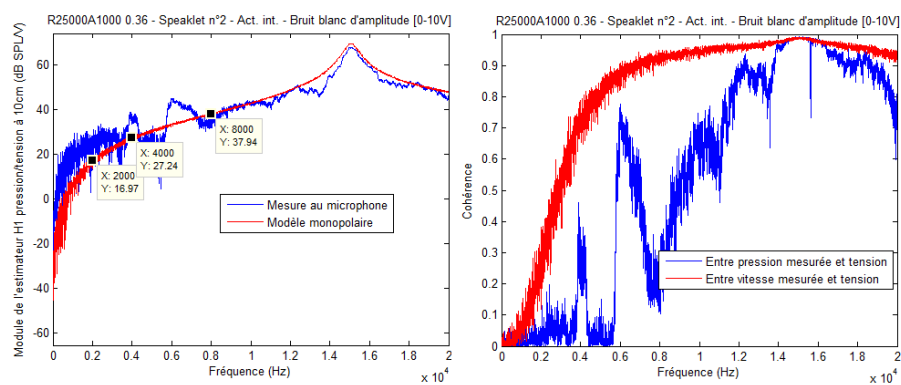 R25000A1000 0.36 - Speaklet n°2 - Act. int. - Bruit blanc d'amplitude [0-10V]
Module de l'estimateur H1 pression/tension à 10cm (dB SPL/V)
60
40
20
0
-20
-40
-60
X: 2000
Y: 16.97
X: 4000
Y: 27.24
X: 8000
Y: 37.94
Mesure au microphone
Modèle monopolaire
0 0.2 0.4 0.6 0.8 1 1.2 1.4 1.6 1.8 2
Fréquence (Hz)
x 10^4
R25000A1000 0.36 - Speaklet n°2 - Act. int. - Bruit blanc d'amplitude [0-10V]
Cohérence
1
0.9
0.8
0.7
0.6
0.5
0.4
0.3
0.2
0.1
0
Entre pression mesurée et tension
Entre vitesse mesurée et tension
0 0.2 0.4 0.6 0.8 1 1.2 1.4 1.6 1.8 2
Fréquence (Hz)
x 10^4